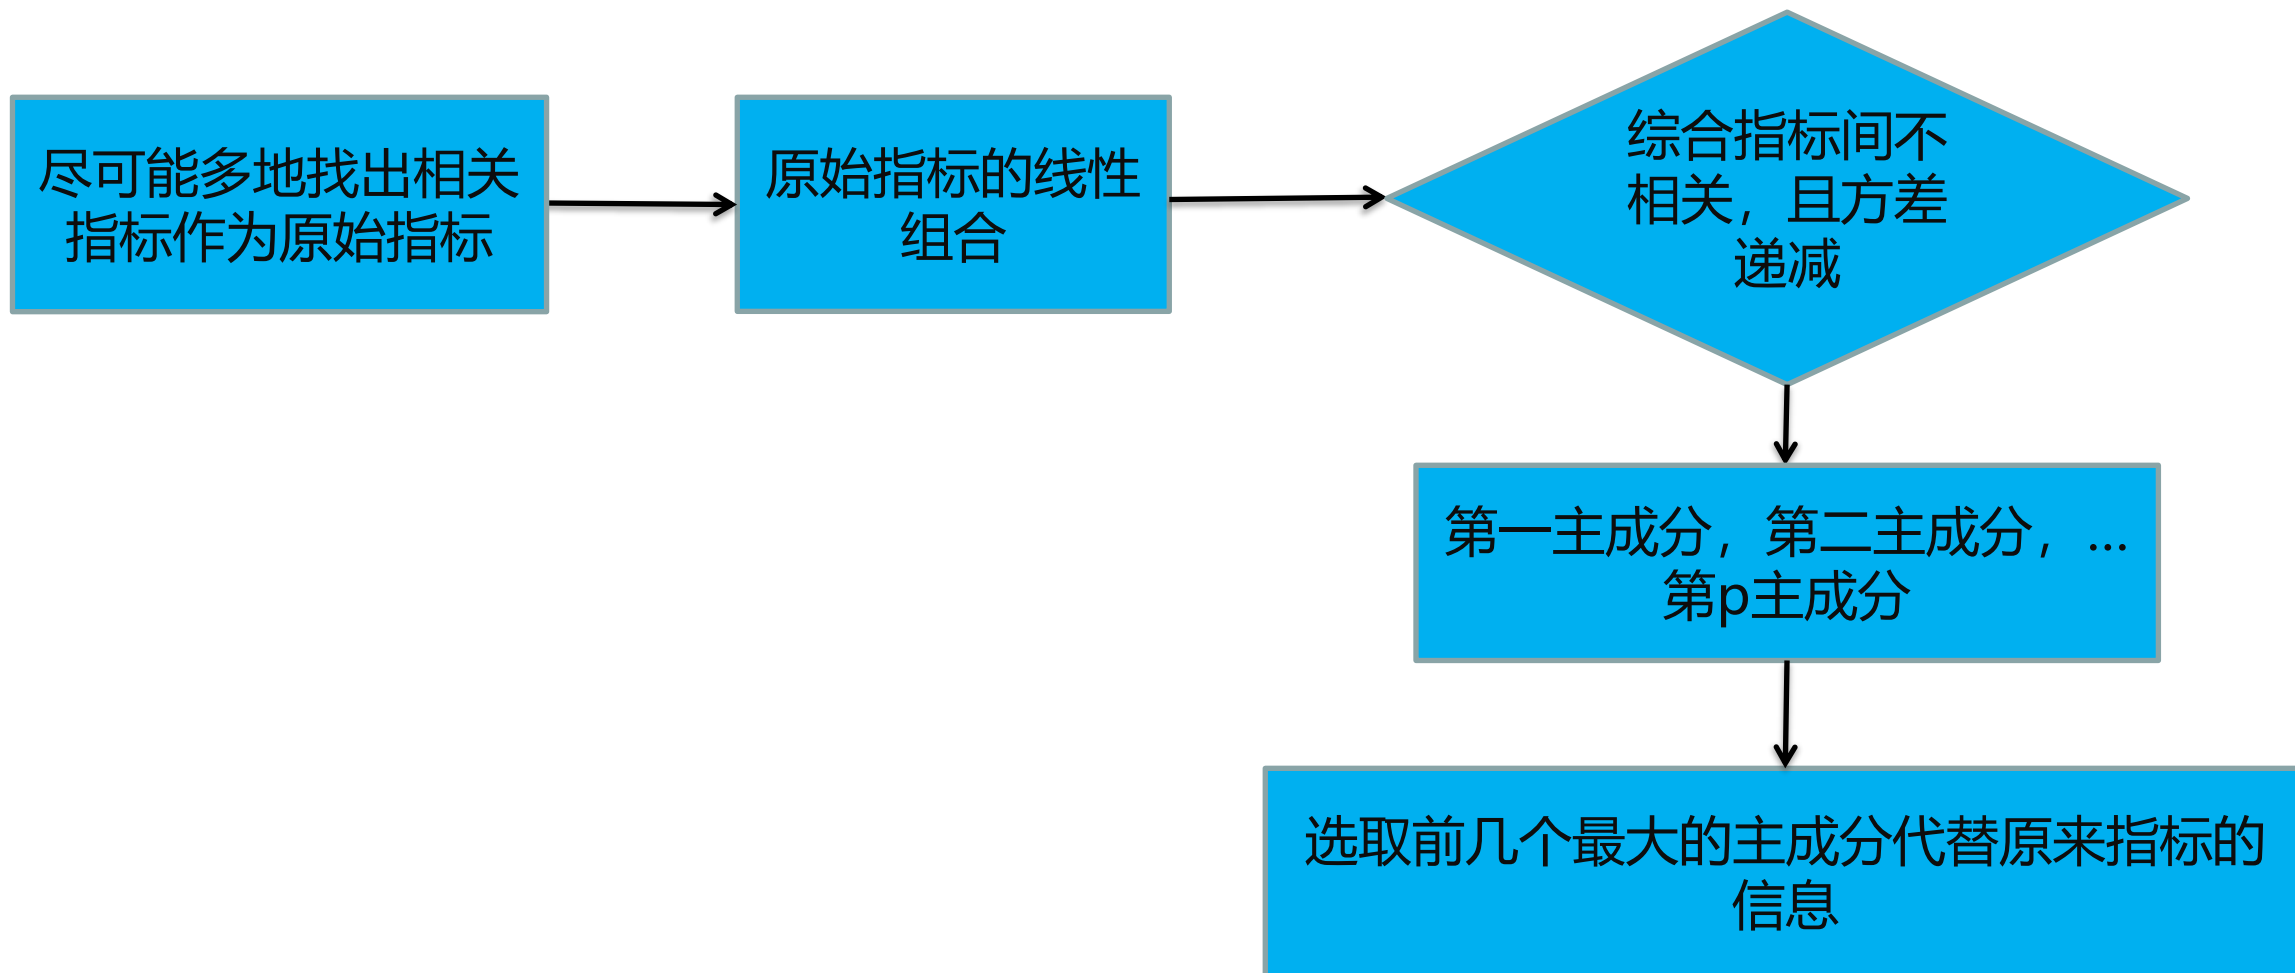 尽可能多地找出相关
指标作为原始指标
原始指标的线性
组合
综合指标间不
相关，且方差
递减
第一主成分，第二主成分，...
第p主成分
选取前几个最大的主成分代替原来指标的
信息